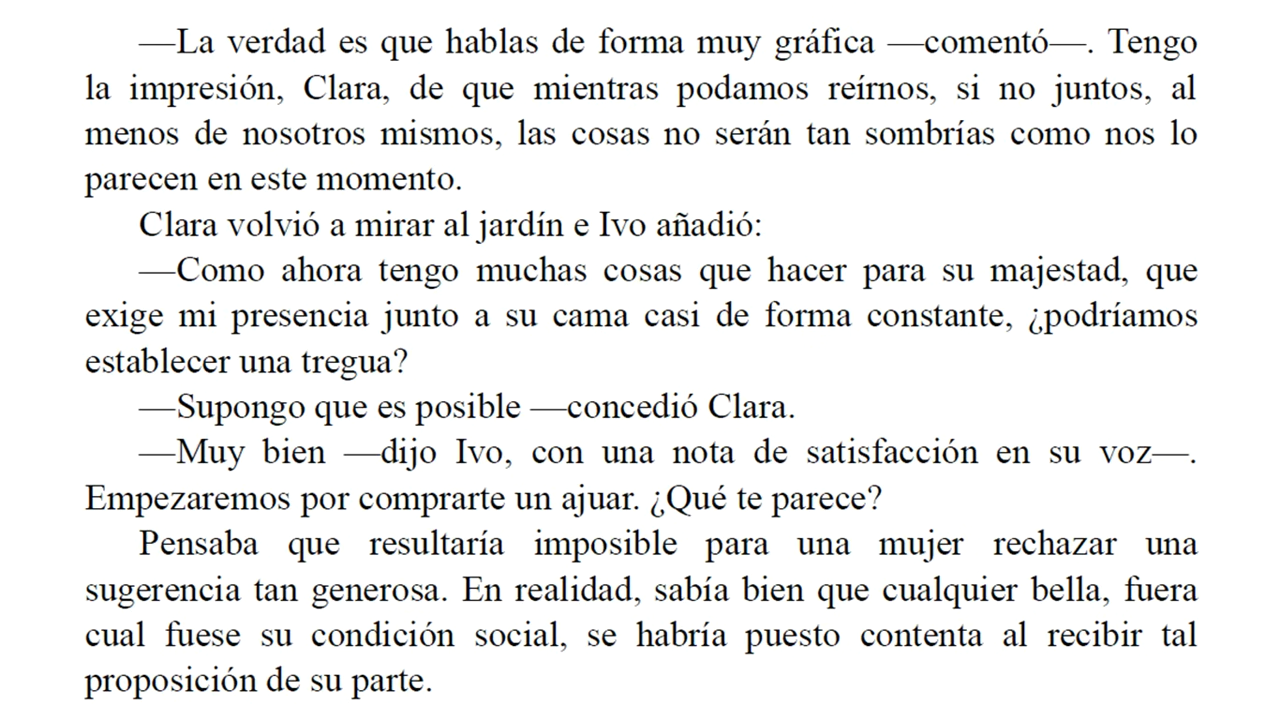 —La verdad es que hablas de forma muy gráfica —comentó—. Tengo
la impresión, Clara, de que mientras podamos reírnos, si no juntos, al
menos de nosotros mismos, las cosas no serán tan sombrías como nos lo
parecen en este momento.
Clara volvió a mirar al jardín e Ivo añadió:
—Como ahora tengo muchas cosas que hacer para su majestad, que
exige mi presencia junto a su cama casi de forma constante, ¿podríamos
establecer una tregua?
—Supongo que es posible —concedió Clara.
—Muy bien —dijo Ivo, con una nota de satisfacción en su voz—.
Empezaremos por comprarte un ajuar. ¿Qué te parece?
Pensaba que resultaría imposible para una mujer rechazar una
sugerencia tan generosa. En realidad, sabía bien que cualquier bella, fuera
cual fuese su condición social, se habría puesto contenta al recibir tal
proposición de su parte.